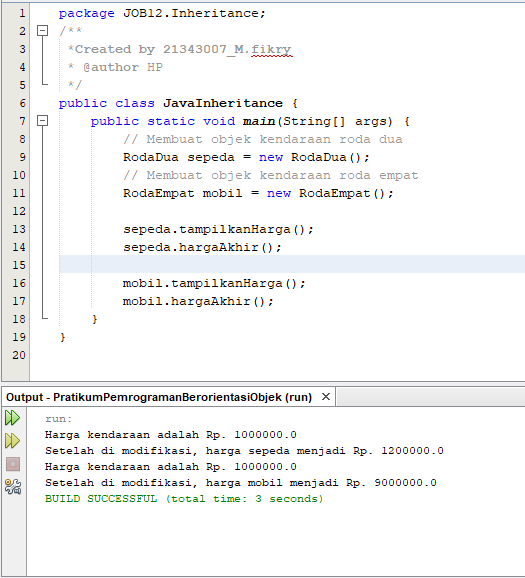 1 package JOB12.Inheritance;
2 /**
3 *Created by 21343007_M.fikry
4 * @author HP
5 */
6 public class JavaInheritance {
7 public static void main(String[] args) {
8 // Membuat objek kendaraan roda dua
9 RodaDua sepeda = new RodaDua();
10 // Membuat objek kendaraan roda empat
11 RodaEmpat mobil = new RodaEmpat();
12
13 sepeda.tampilkanHarga();
14 sepeda.hargaAkhir();
15
16 mobil.tampilkanHarga();
17 mobil.hargaAkhir();
18 }
19 }
20
Output - PratikumPemrogramanBerorientasiObjek (run) ×
run:
Harga kendaraan adalah Rp. 1000000.0
Setelah di modifikasi, harga sepeda menjadi Rp. 1200000.0
Harga kendaraan adalah Rp. 1000000.0
Setelah di modifikasi, harga mobil menjadi Rp. 9000000.0
BUILD SUCCESSFUL (total time: 3 seconds)